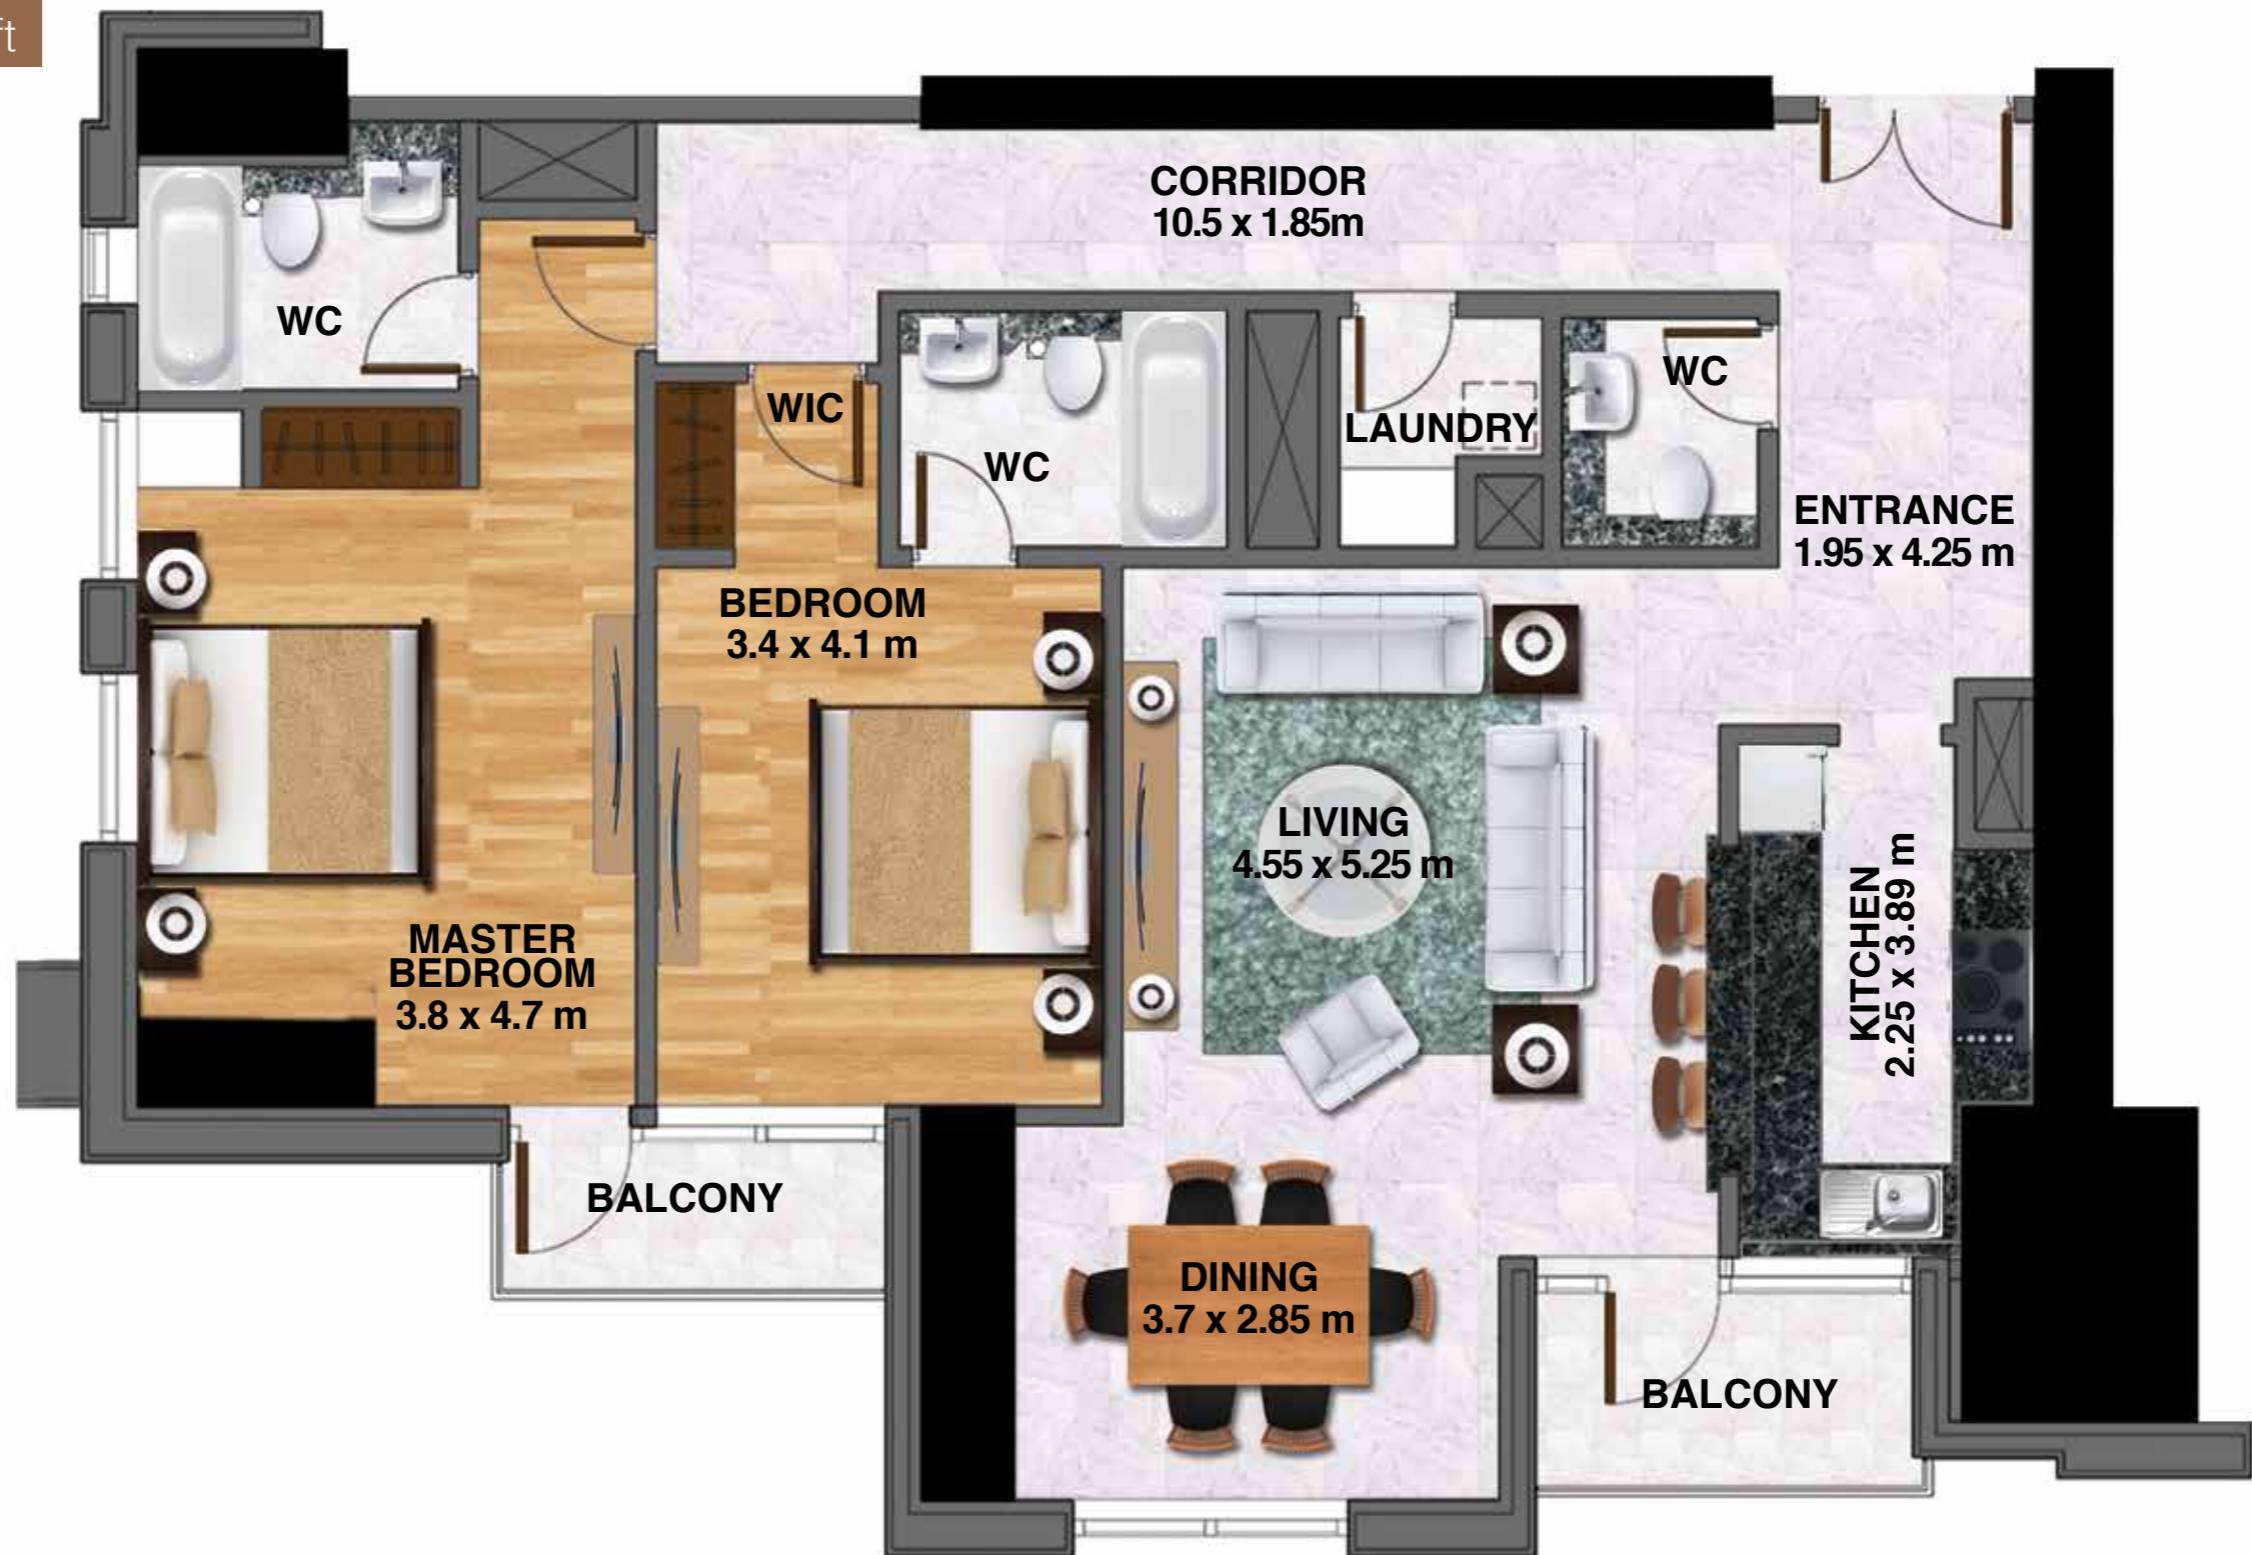 ft
CORRIDOR
10.5 x 1.85m
WC
WIC
WC
LAUNDRY
WC
ENTRANCE
1.95 x 4.25 m
BEDROOM
3.4 x 4.1 m
LIVING
4.55 x 5.25 m
KITCHEN
2.25 x 3.89 m
MASTER
BEDROOM
3.8 x 4.7 m
BALCONY
DINING
3.7 x 2.85 m
BALCONY